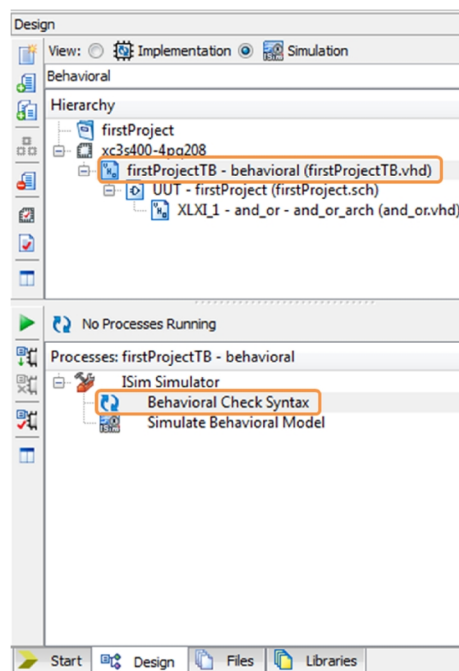 Design
View: Implementation Simulation
Behavioral
Hierarchy
firstProject
xc3s400-4pq208
firstProjectTB - behavioral (firstProjectTB.vhd)
UUT - firstProject (firstProject.sch)
XLXI_1 - and_or - and_or_arch (and_or.vhd)
No Processes Running
Processes: firstProjectTB - behavioral
ISim Simulator
Behavioral Check Syntax
Simulate Behavioral Model
Start Design Files Libraries